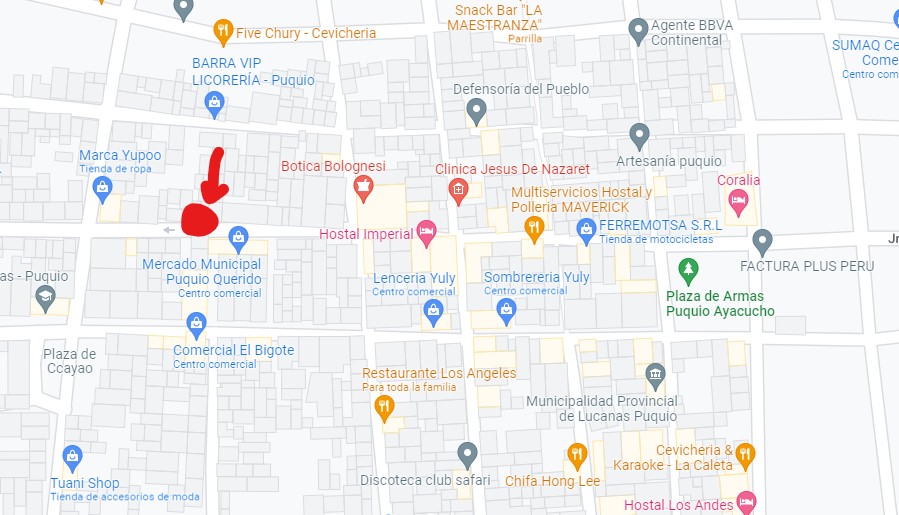 Snack Bar "LA
MAESTRANZA"
Parrilla
Five Chury - Cevicheria
Agente BBVA
Continental
SUMAQ Ce
Come
Centro com
BARRA VIP
LICORERÍA - Puquio
Defensoría del Pueblo
Marca Yupoo
Tienda de ropa
Artesanía puquio
Botica Bolognesi
Clinica Jesus De Nazaret
Coralia
Multiservicios Hostal y
Polleria MAVERICK
Hostal Imperial
FERREMOTSA S.R.L
Tienda de motocicletas
Jr
Mercado Municipal
Puquio Querido
Centro comercial
FACTURA PLUS PERU
as - Puquio
Lenceria Yuly
Centro comercial
Sombrereria Yuly
Centro comercial
Plaza de Armas
Puquio Ayacucho
Plaza de
Ccayao
Comercial El Bigote
Centro comercial
Restaurante Los Angeles
Para toda la familia
Municipalidad Provincial
de Lucanas Puquio
Cevicheria &
Karaoke - La Caleta
Tuani Shop
Tienda de accesorios de moda
Discoteca club safari
Chifa Hong Lee
Hostal Los Andes